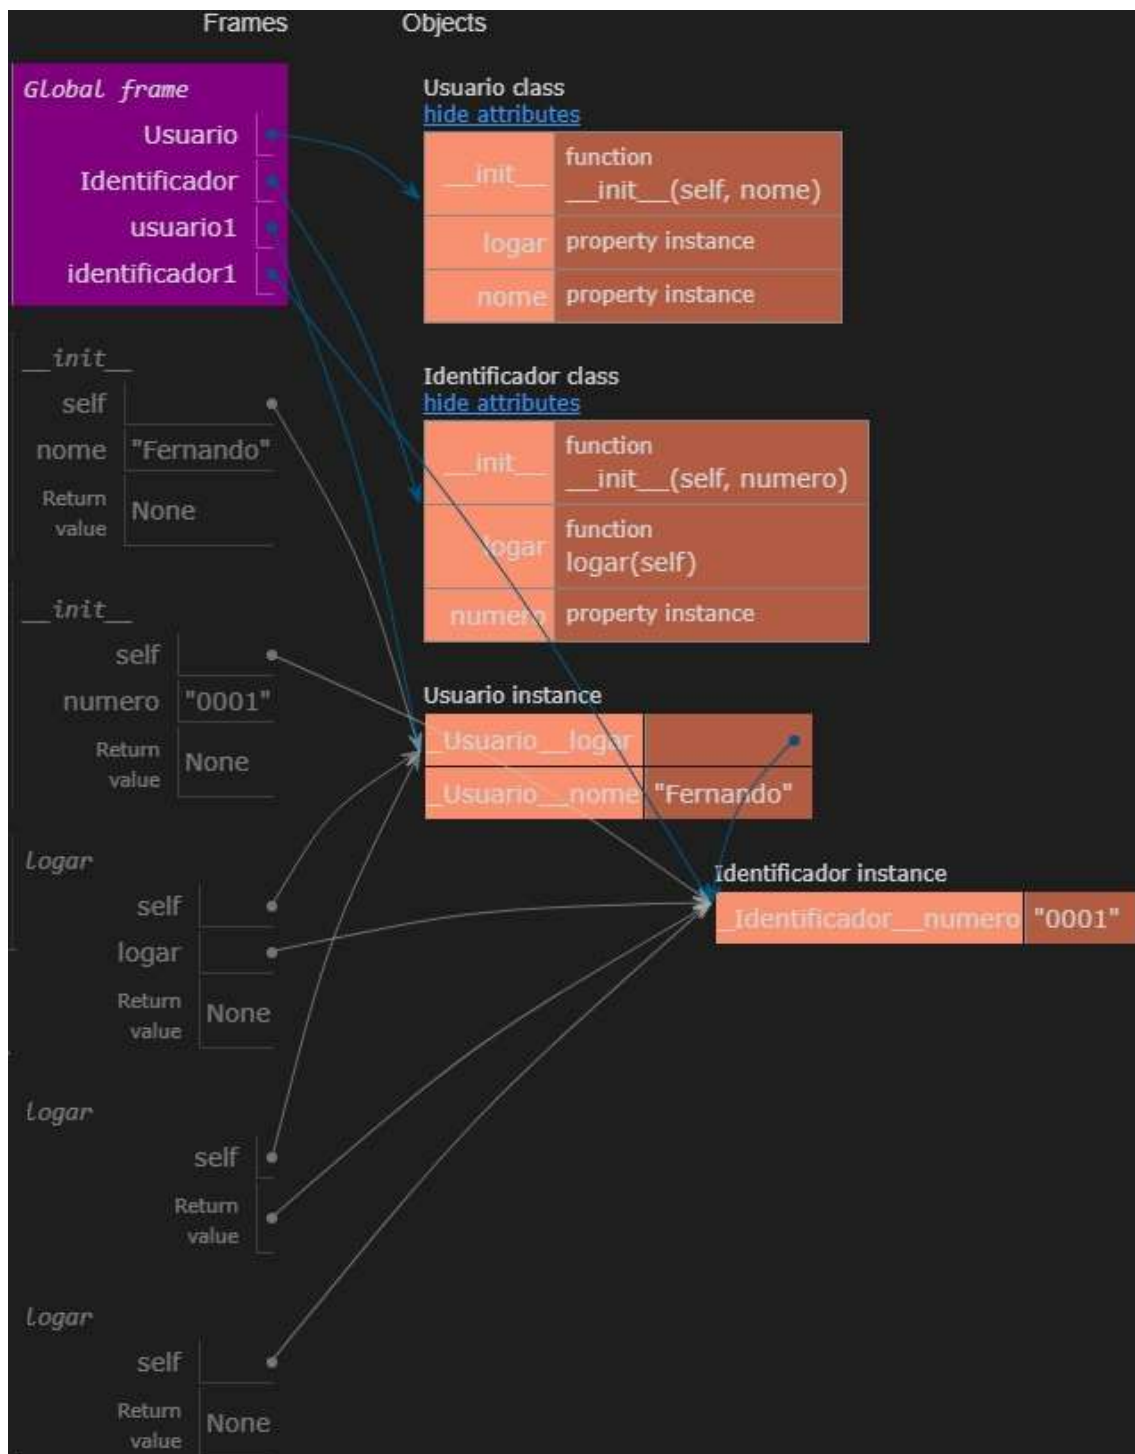 Frames Objects
Global frame
Usuario
Identificador
usuario1
identificador1
Usuario class
hide attributes
__init__ function
__init__(self, nome)
logar property instance
nome property instance
Identificador class
hide attributes
__init__ function
__init__(self, numero)
logar function
logar(self)
numero property instance
__init__
self
nome "Fernando"
Return
value None
__init__
self
numero "0001"
Return
value None
Usuario instance
_Usuario__logar
_Usuario__nome "Fernando"
Identificador instance
_Identificador__numero "0001"
logar
self
logar
Return
value None
logar
self
Return
value
logar
self
Return
value None